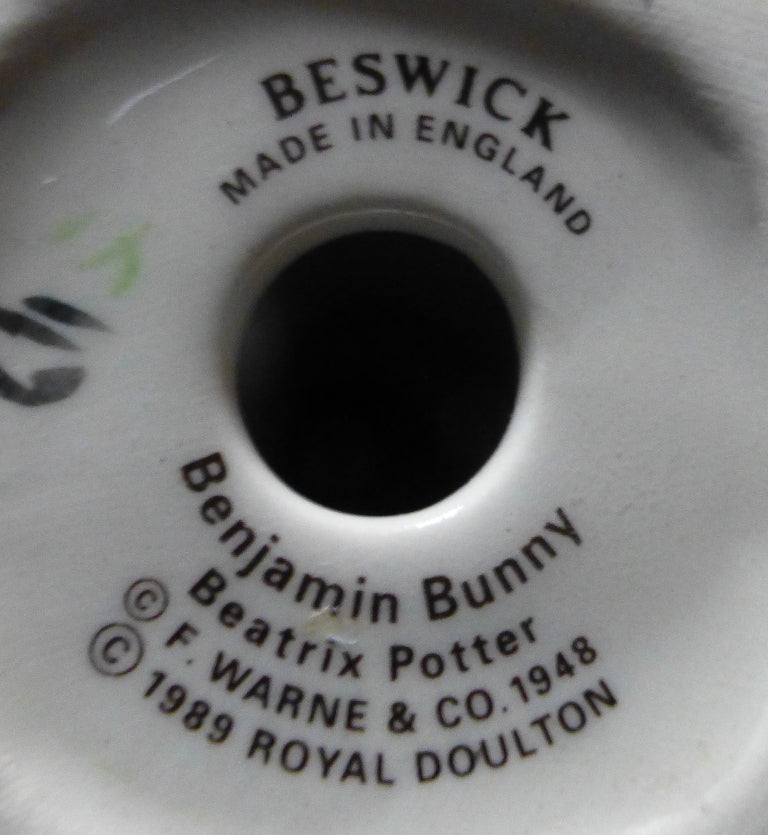 BESWICK
MADE IN ENGLAND
Benjamin Bunny
Beatrix Potter
© F. WARNE & CO. 1948
© 1989 ROYAL DOULTON